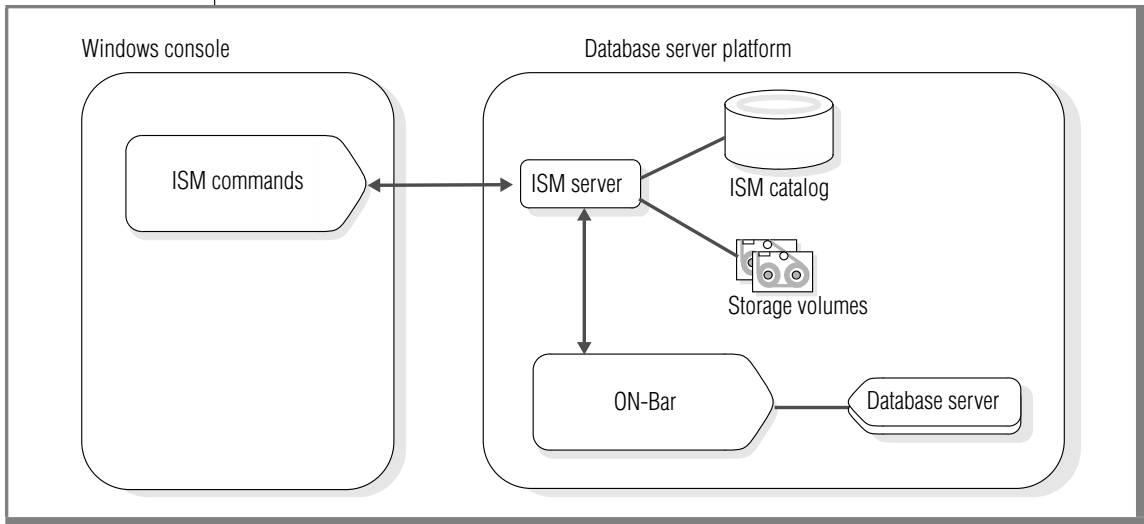 Windows console
Database server platform
ISM commands
ISM server
ISM catalog
Storage volumes
ON-Bar
Database server